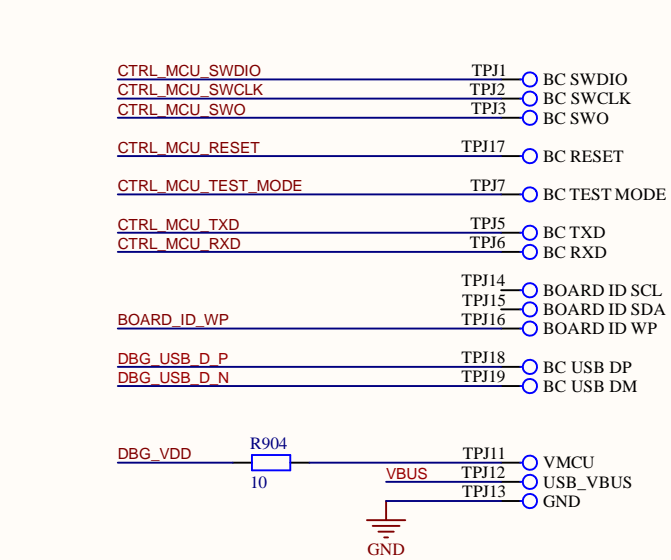 CTRL_MCU_SWDIO TPJ1 BC SWDIO
CTRL_MCU_SWCLK TPJ2 BC SWCLK
CTRL_MCU_SWO TPJ3 BC SWO
CTRL_MCU_RESET TPJ17 BC RESET
CTRL_MCU_TEST_MODE TPJ7 BC TEST MODE
CTRL_MCU_TXD TPJ5 BC TXD
CTRL_MCU_RXD TPJ6 BC RXD
TPJ14 BOARD ID SCL
TPJ15 BOARD ID SDA
BOARD_ID_WP TPJ16 BOARD ID WP
DBG_USB_D_P TPJ18 BC USB DP
DBG_USB_D_N TPJ19 BC USB DM
R904
DBG_VDD TPJ11 VMCU
10 VBUS TPJ12 USB_VBUS
TPJ13 GND
GND